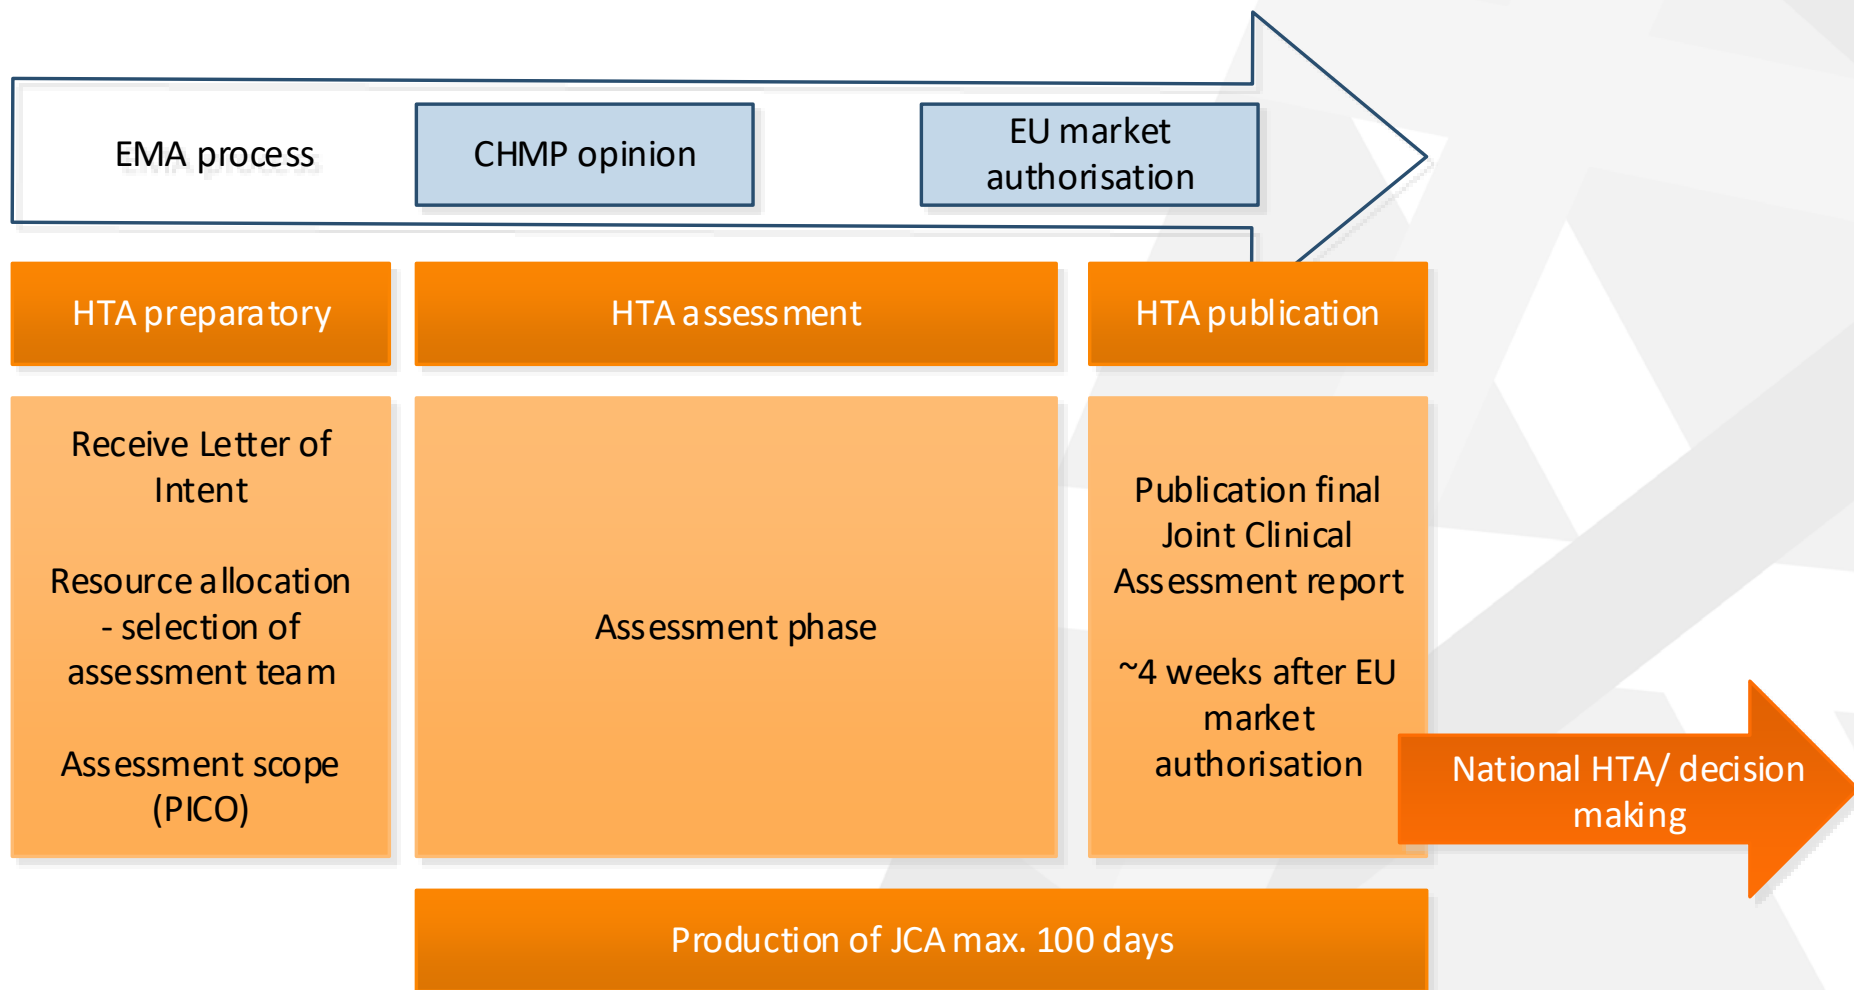 EMA process
CHMP opinion
EU market
authorisation
HTA preparatory
HTA assessment
HTA publication
Receive Letter of
Intent
Resource allocation
- selection of
assessment team
Assessment scope
(PICO)
Assessment phase
Publication final
Joint Clinical
Assessment report
~4 weeks after EU
market
authorisation
National HTA/ decision
making
Production of JCA max. 100 days